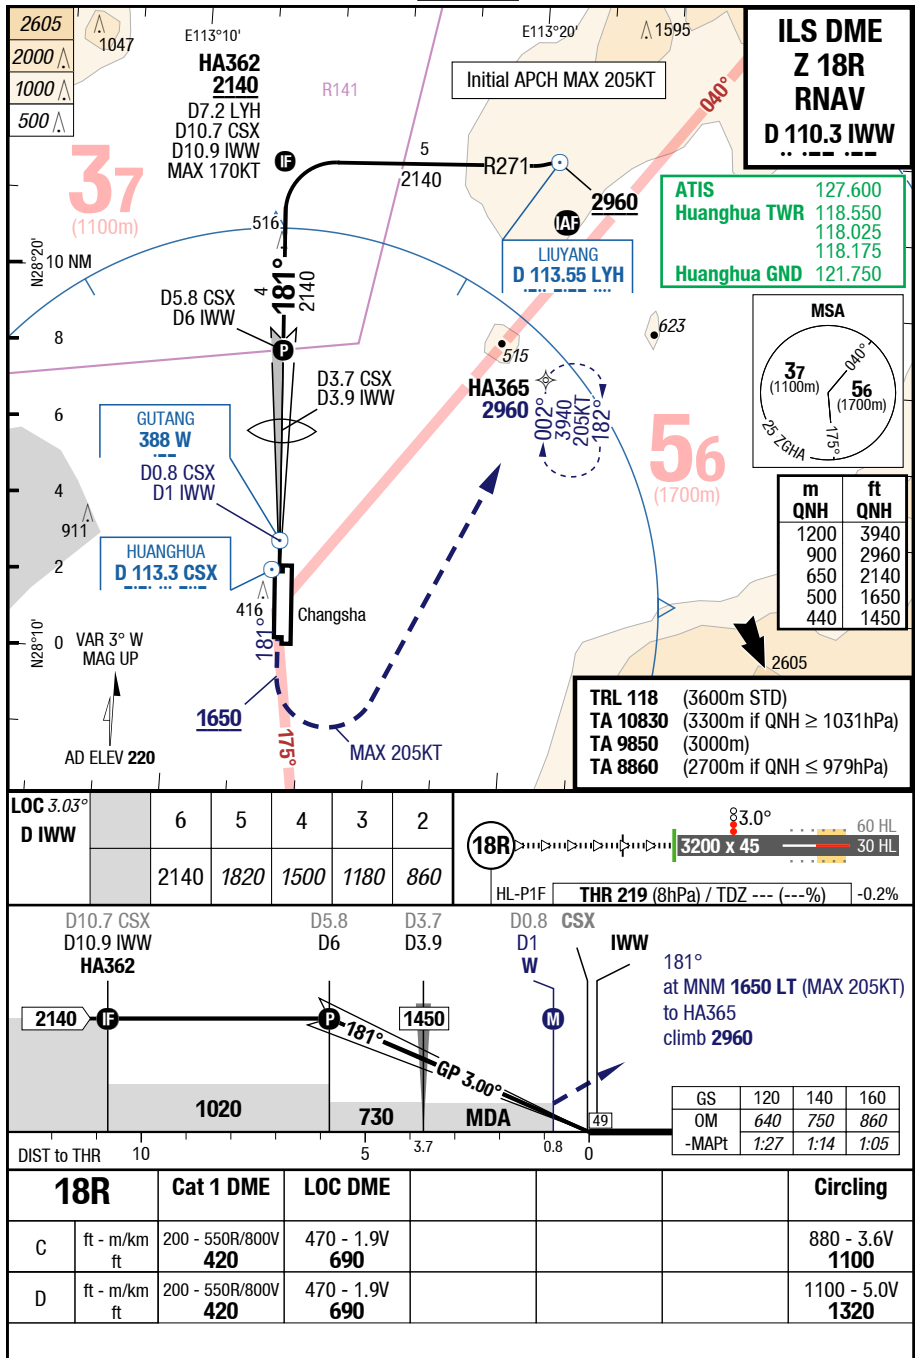 2605
2000
1000
500
1047
E113°10'
E113°20'
1595
HA362
2140
D7.2 LYH
D10.7 CSX
D10.9 IWW
MAX 170KT
R141
Initial APCH MAX 205KT
040°
ILS DME
Z 18R
RNAV
D 110.3 IWW
37
(1100m)
IF
5
2140
R271
2960
IAF
LIUYANG
D 113.55 LYH
ATIS 127.600
Huanghua TWR 118.550
118.025
118.175
Huanghua GND 121.750
516
N28°20'
10 NM
4
181°
2140
D5.8 CSX
D6 IWW
P
8
6
4
2
0
D3.7 CSX
D3.9 IWW
515
623
HA365
2960
002°
3940
205KT
182°
MSA
37
(1100m)
040°
56
(1700m)
175°
25 ZGHA
56
(1700m)
GUTANG
388 W
D0.8 CSX
D1 IWW
911
HUANGHUA
D 113.3 CSX
416
Changsha
181°
N28°10'
m ft
QNH QNH
1200 3940
900 2960
650 2140
500 1650
440 1450
VAR 3° W
MAG UP
AD ELEV 220
1650
175°
MAX 205KT
2605
TRL 118 (3600m STD)
TA 10830 (3300m if QNH ≥ 1031hPa)
TA 9850 (3000m)
TA 8860 (2700m if QNH ≤ 979hPa)
LOC 3.03°
D IWW
6 5 4 3 2
2140 1820 1500 1180 860
18R
3.0°
3200 x 45
60 HL
30 HL
HL-P1F
THR 219 (8hPa) / TDZ --- (---%)
-0.2%
D10.7 CSX D5.8 D3.7 D0.8 CSX
D10.9 IWW D6 D3.9 D1 IWW
HA362 W
181°
at MNM 1650 LT (MAX 205KT)
to HA365
climb 2960
2140
IF
P
181°
1450
GP 3.00°
M
1020
730
MDA
49
DIST to THR 10 5 3.7 0.8 0
GS 120 140 160
OM 640 750 860
-MAPt 1:27 1:14 1:05
18R Cat 1 DME LOC DME Circling
C ft - m/km 200 - 550R/800V 470 - 1.9V 880 - 3.6V
ft 420 690 1100
D ft - m/km 200 - 550R/800V 470 - 1.9V 1100 - 5.0V
ft 420 690 1320